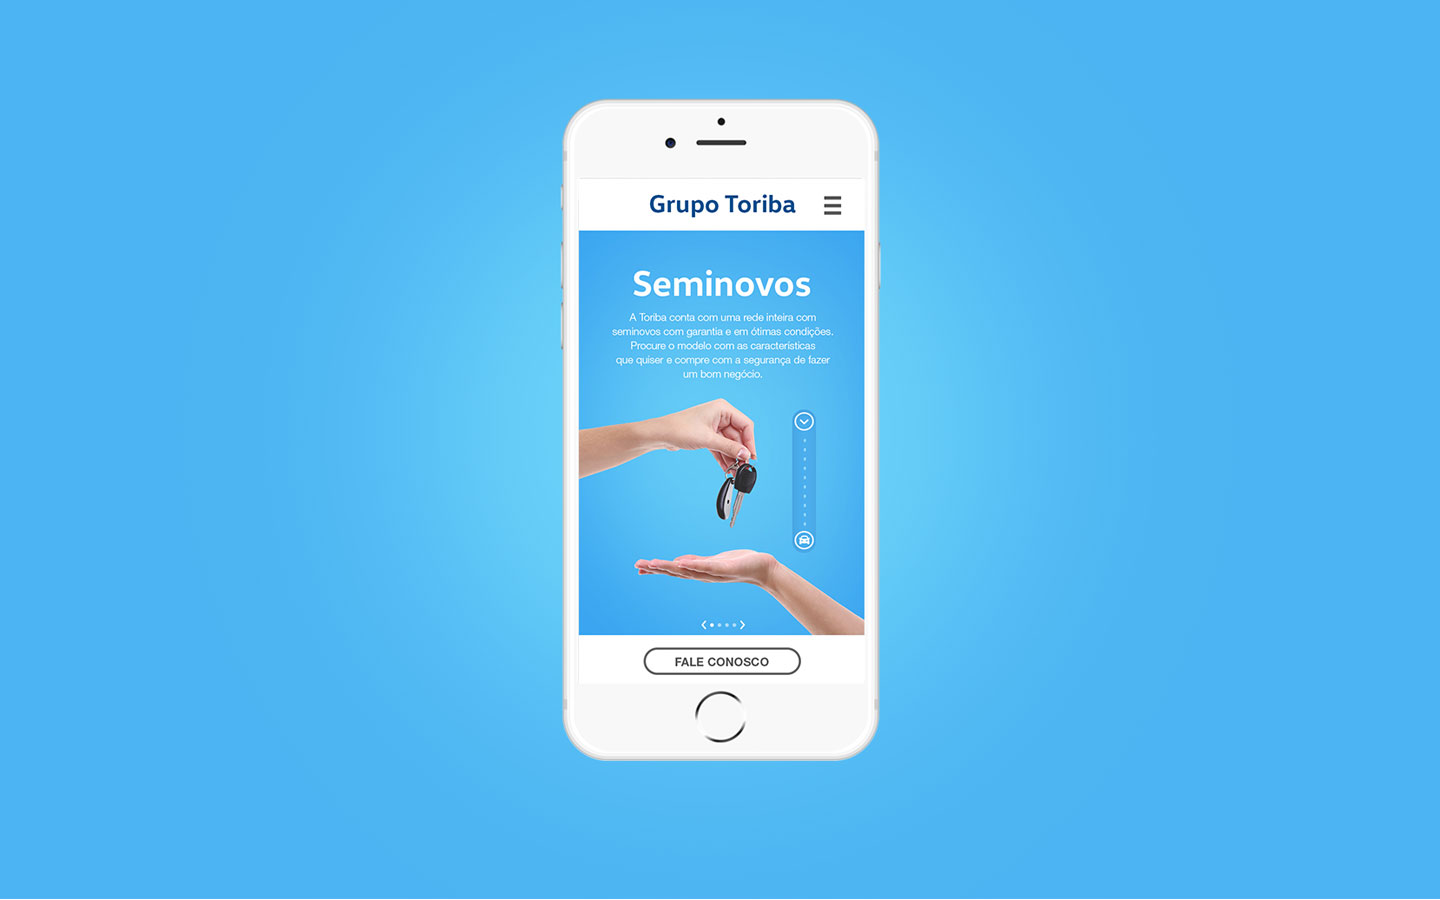 Grupo Toriba
Seminovos
A Toriba conta com uma rede inteira com
seminovos com garantia e em ótimas condições.
Procure o modelo com as características
que quiser e compre com a segurança de fazer
um bom negócio.
FALE CONOSCO